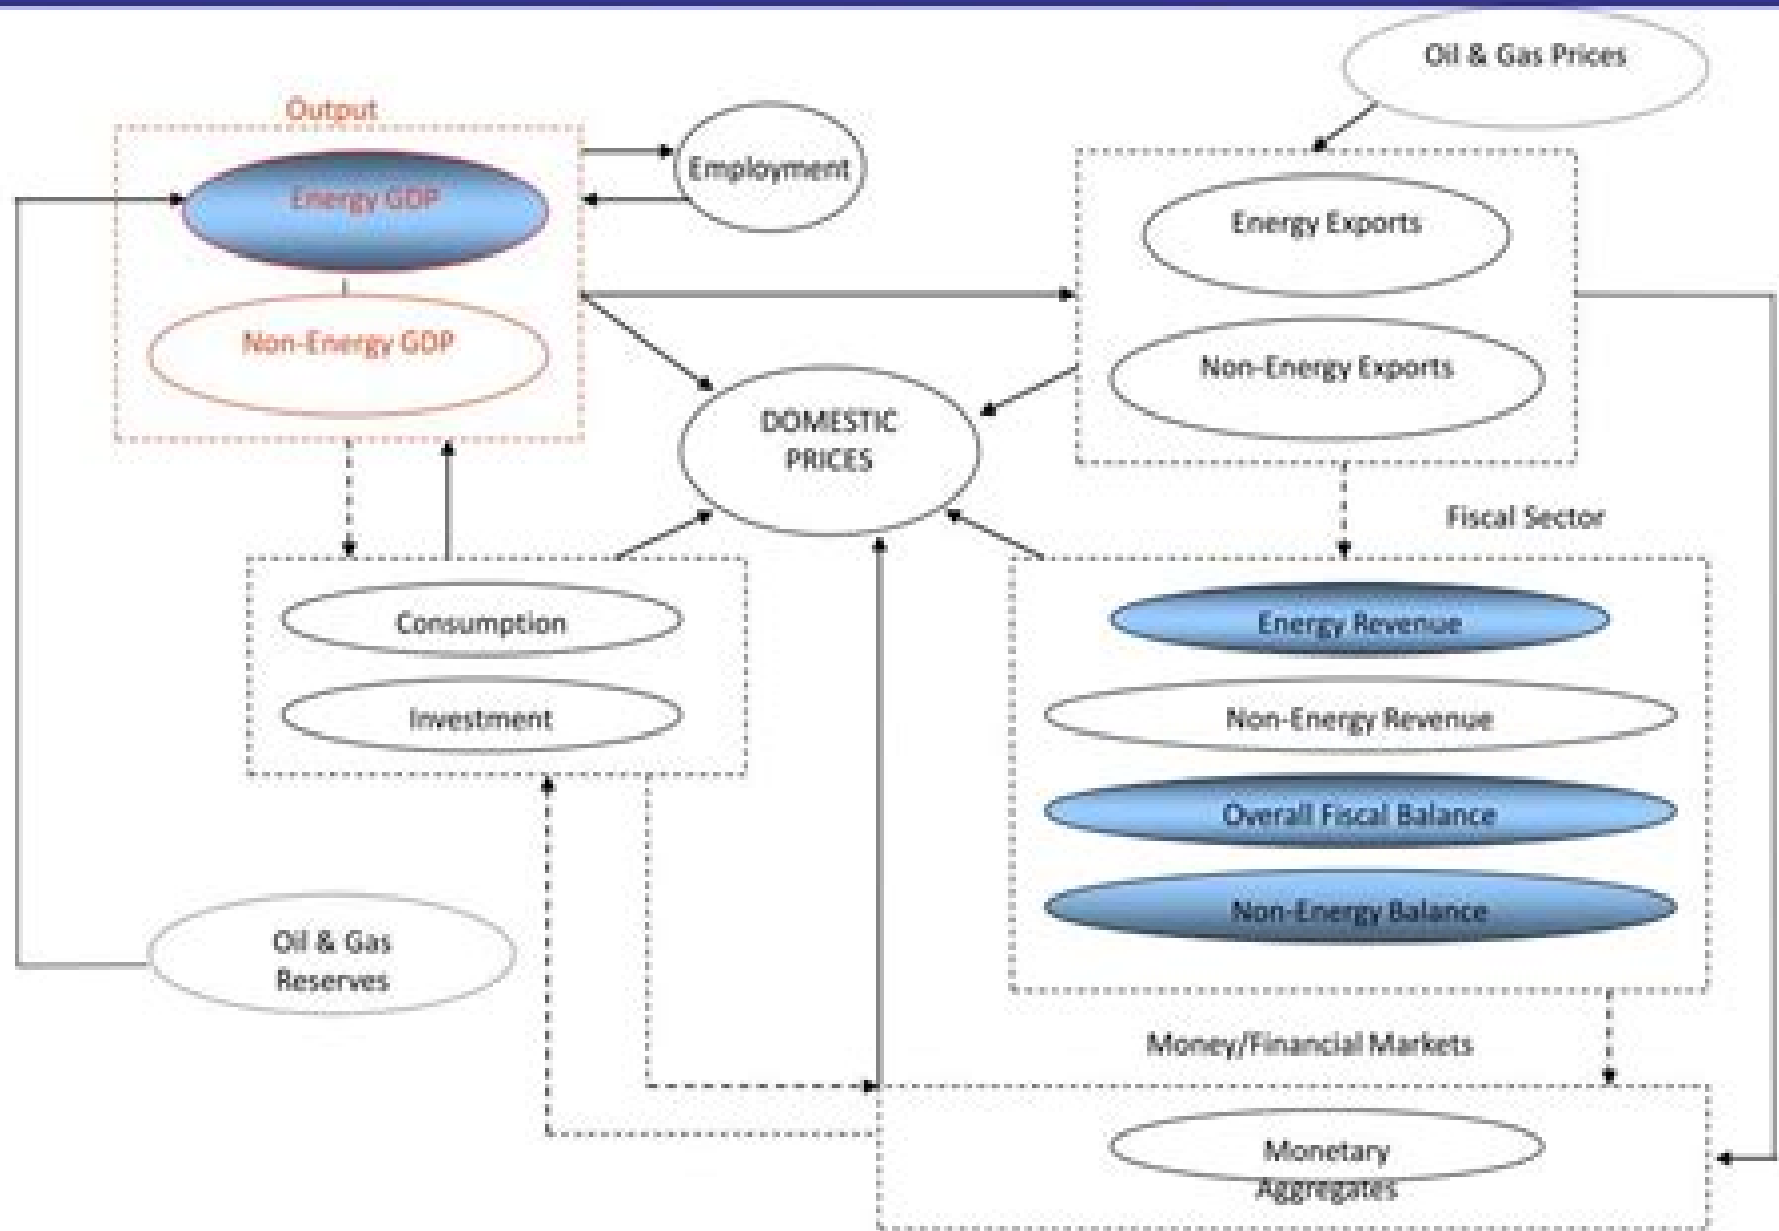 Oil & Gas Prices
Output
Employment
Energy GDP
Energy Exports
Non-Energy GDP
Non-Energy Exports
DOMESTIC
PRICES
Fiscal Sector
Consumption
Energy Revenue
Investment
Non-Energy Revenue
Overall Fiscal Balance
Non-Energy Balance
Oil & Gas
Reserves
Money/Financial Markets
Monetary
Aggregates